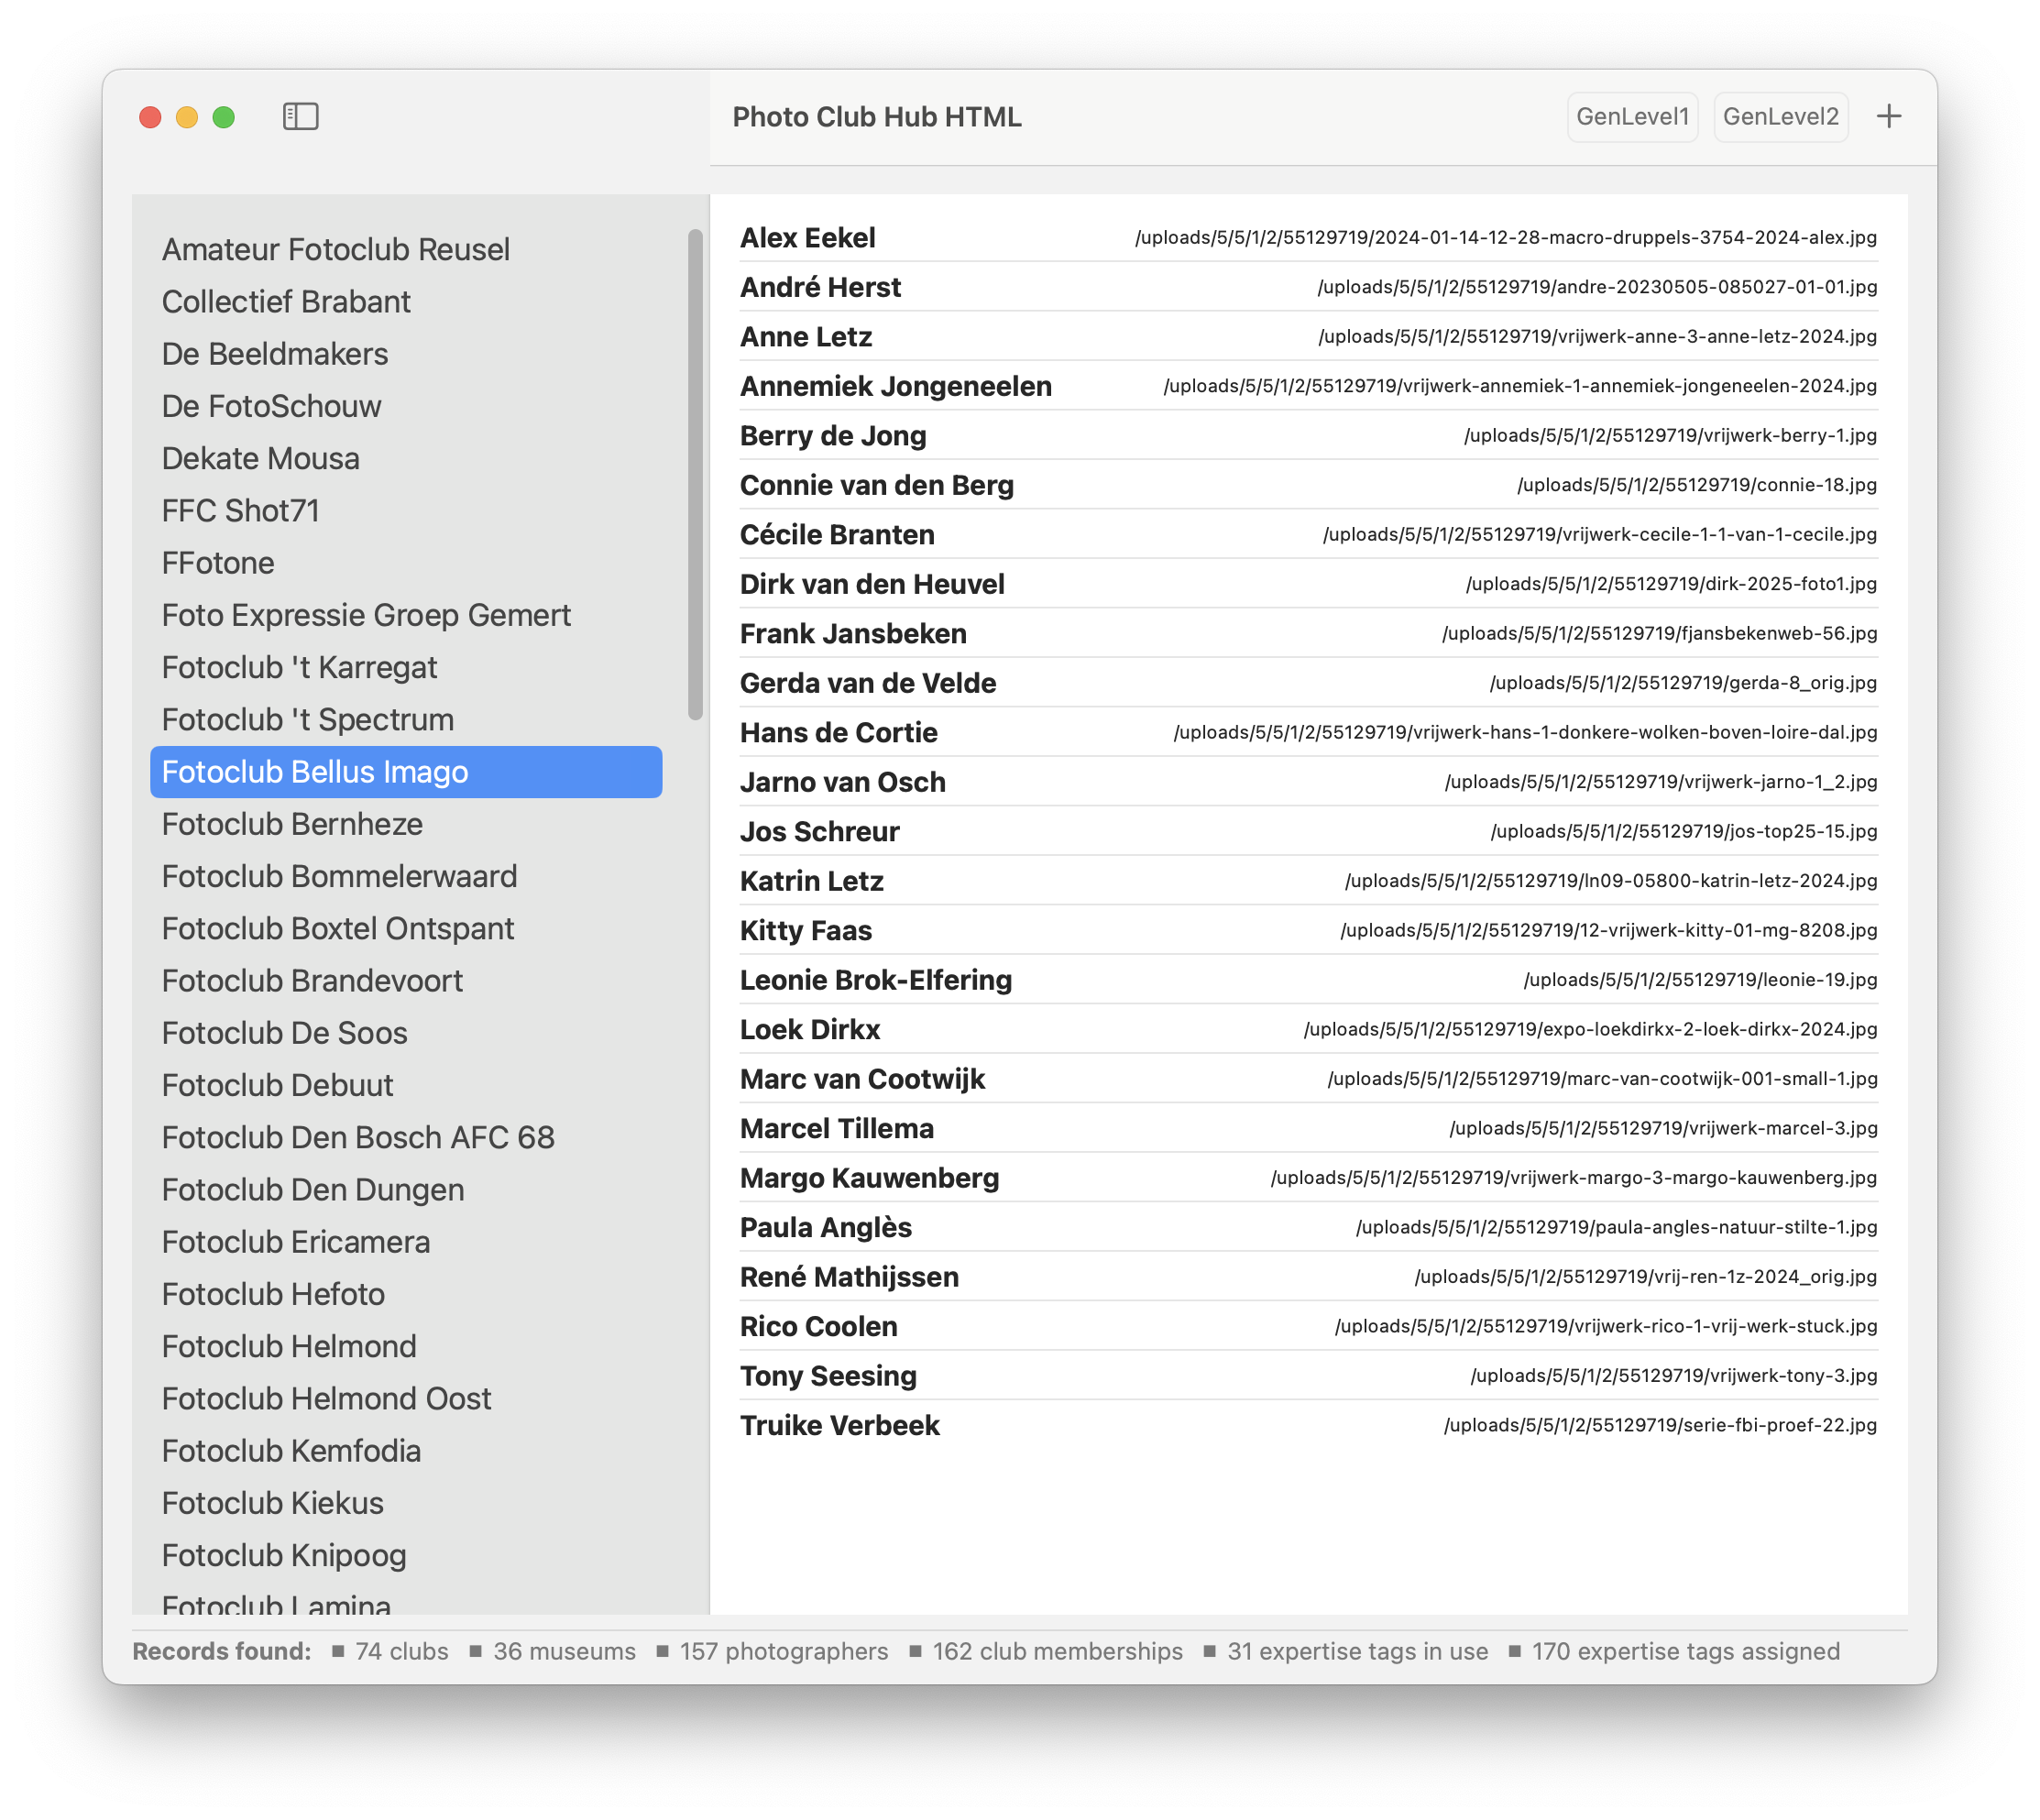 Photo Club Hub HTML
GenLevel1
GenLevel2
Amateur Fotoclub Reusel
Collectief Brabant
De Beeldmakers
De FotoSchouw
Dekate Mousa
FFC Shot71
FFotone
Foto Expressie Groep Gemert
Fotoclub 't Karregat
Fotoclub 't Spectrum
Fotoclub Bellus Imago
Fotoclub Bernheze
Fotoclub Bommelerwaard
Fotoclub Boxtel Ontspant
Fotoclub Brandevoort
Fotoclub De Soos
Fotoclub Debuut
Fotoclub Den Bosch AFC 68
Fotoclub Den Dungen
Fotoclub Ericamera
Fotoclub Hefoto
Fotoclub Helmond
Fotoclub Helmond Oost
Fotoclub Kemfodia
Fotoclub Kiekus
Fotoclub Knipoog
Fotoclub Lamina
Alex Eekel /uploads/5/5/1/2/55129719/2024-01-14-12-28-macro-druppels-3754-2024-alex.jpg
André Herst /uploads/5/5/1/2/55129719/andre-20230505-085027-01-01.jpg
Anne Letz /uploads/5/5/1/2/55129719/vrijwerk-anne-3-anne-letz-2024.jpg
Annemiek Jongeneelen /uploads/5/5/1/2/55129719/vrijwerk-annemiek-1-annemiek-jongeneelen-2024.jpg
Berry de Jong /uploads/5/5/1/2/55129719/vrijwerk-berry-1.jpg
Connie van den Berg /uploads/5/5/1/2/55129719/connie-18.jpg
Cécile Branten /uploads/5/5/1/2/55129719/vrijwerk-cecile-1-1-van-1-cecile.jpg
Dirk van den Heuvel /uploads/5/5/1/2/55129719/dirk-2025-foto1.jpg
Frank Jansbeken /uploads/5/5/1/2/55129719/fjansbekenweb-56.jpg
Gerda van de Velde /uploads/5/5/1/2/55129719/gerda-8_orig.jpg
Hans de Cortie /uploads/5/5/1/2/55129719/vrijwerk-hans-1-donkere-wolken-boven-loire-dal.jpg
Jarno van Osch /uploads/5/5/1/2/55129719/vrijwerk-jarno-1_2.jpg
Jos Schreur /uploads/5/5/1/2/55129719/jos-top25-15.jpg
Katrin Letz /uploads/5/5/1/2/55129719/ln09-05800-katrin-letz-2024.jpg
Kitty Faas /uploads/5/5/1/2/55129719/12-vrijwerk-kitty-01-mg-8208.jpg
Leonie Brok-Elfering /uploads/5/5/1/2/55129719/leonie-19.jpg
Loek Dirkx /uploads/5/5/1/2/55129719/expo-loekdirkx-2-loek-dirkx-2024.jpg
Marc van Cootwijk /uploads/5/5/1/2/55129719/marc-van-cootwijk-001-small-1.jpg
Marcel Tillema /uploads/5/5/1/2/55129719/vrijwerk-marcel-3.jpg
Margo Kauwenberg /uploads/5/5/1/2/55129719/vrijwerk-margo-3-margo-kauwenberg.jpg
Paula Anglès /uploads/5/5/1/2/55129719/paula-angles-natuur-stilte-1.jpg
René Mathijssen /uploads/5/5/1/2/55129719/vrij-ren-1z-2024_orig.jpg
Rico Coolen /uploads/5/5/1/2/55129719/vrijwerk-rico-1-vrij-werk-stuck.jpg
Tony Seesing /uploads/5/5/1/2/55129719/vrijwerk-tony-3.jpg
Truike Verbeek /uploads/5/5/1/2/55129719/serie-fbi-proef-22.jpg
Records found: ■ 74 clubs ■ 36 museums ■ 157 photographers ■ 162 club memberships ■ 31 expertise tags in use ■ 170 expertise tags assigned